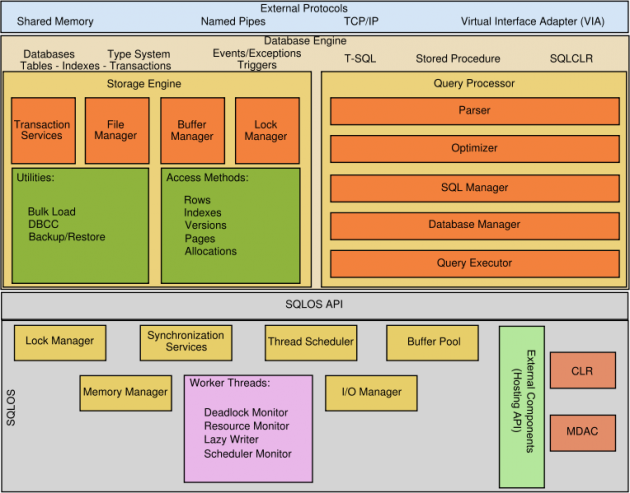 External Protocols
Shared Memory Named Pipes TCP/IP Virtual Interface Adapter (VIA)
Database Engine
Databases Type System Events/Exceptions T-SQL Stored Procedure SQLCLR
Tables - Indexes - Transactions Triggers
Storage Engine
Transaction
Services
File
Manager
Buffer
Manager
Lock
Manager
Utilities:
Bulk Load
DBCC
Backup/Restore
Access Methods:
Rows
Indexes
Versions
Pages
Allocations
Query Processor
Parser
Optimizer
SQL Manager
Database Manager
Query Executor
SQLOS API
SQLOS
Lock Manager
Synchronization
Services
Thread Scheduler
Buffer Pool
Memory Manager
Worker Threads:
Deadlock Monitor
Resource Monitor
Lazy Writer
Scheduler Monitor
I/O Manager
External Components
(Hosting API)
CLR
MDAC